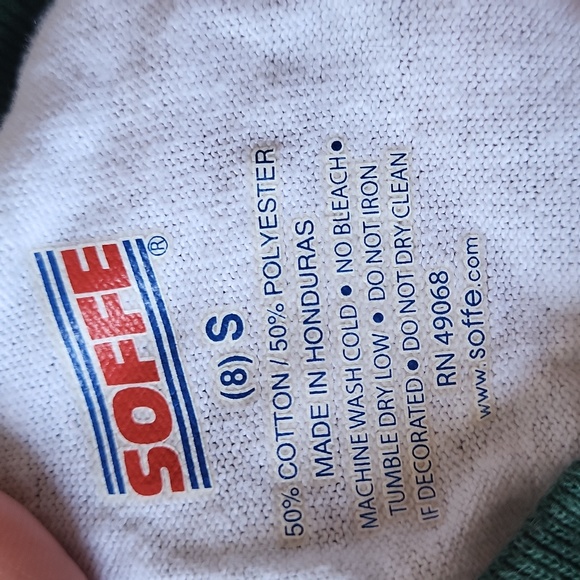 SOFFE®
(8) S
50% COTTON / 50% POLYESTER
MADE IN HONDURAS
MACHINE WASH COLD • NO BLEACH •
TUMBLE DRY LOW • DO NOT IRON
IF DECORATED • DO NOT DRY CLEAN
RN 49068
www.soffe.com